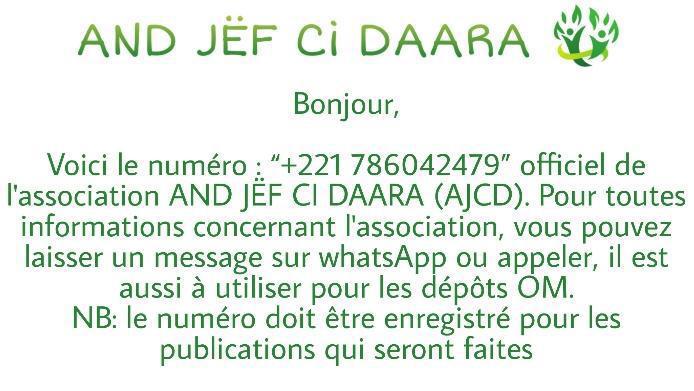 AND JËF Ci DAARA
Bonjour,
Voici le numéro : “+221 786042479” officiel de
l'association AND JËF CI DAARA (AJCD). Pour toutes
informations concernant l'association, vous pouvez
laisser un message sur whatsApp ou appeler, il est
aussi à utiliser pour les dépôts OM.
NB: le numéro doit être enregistré pour les
publications qui seront faites